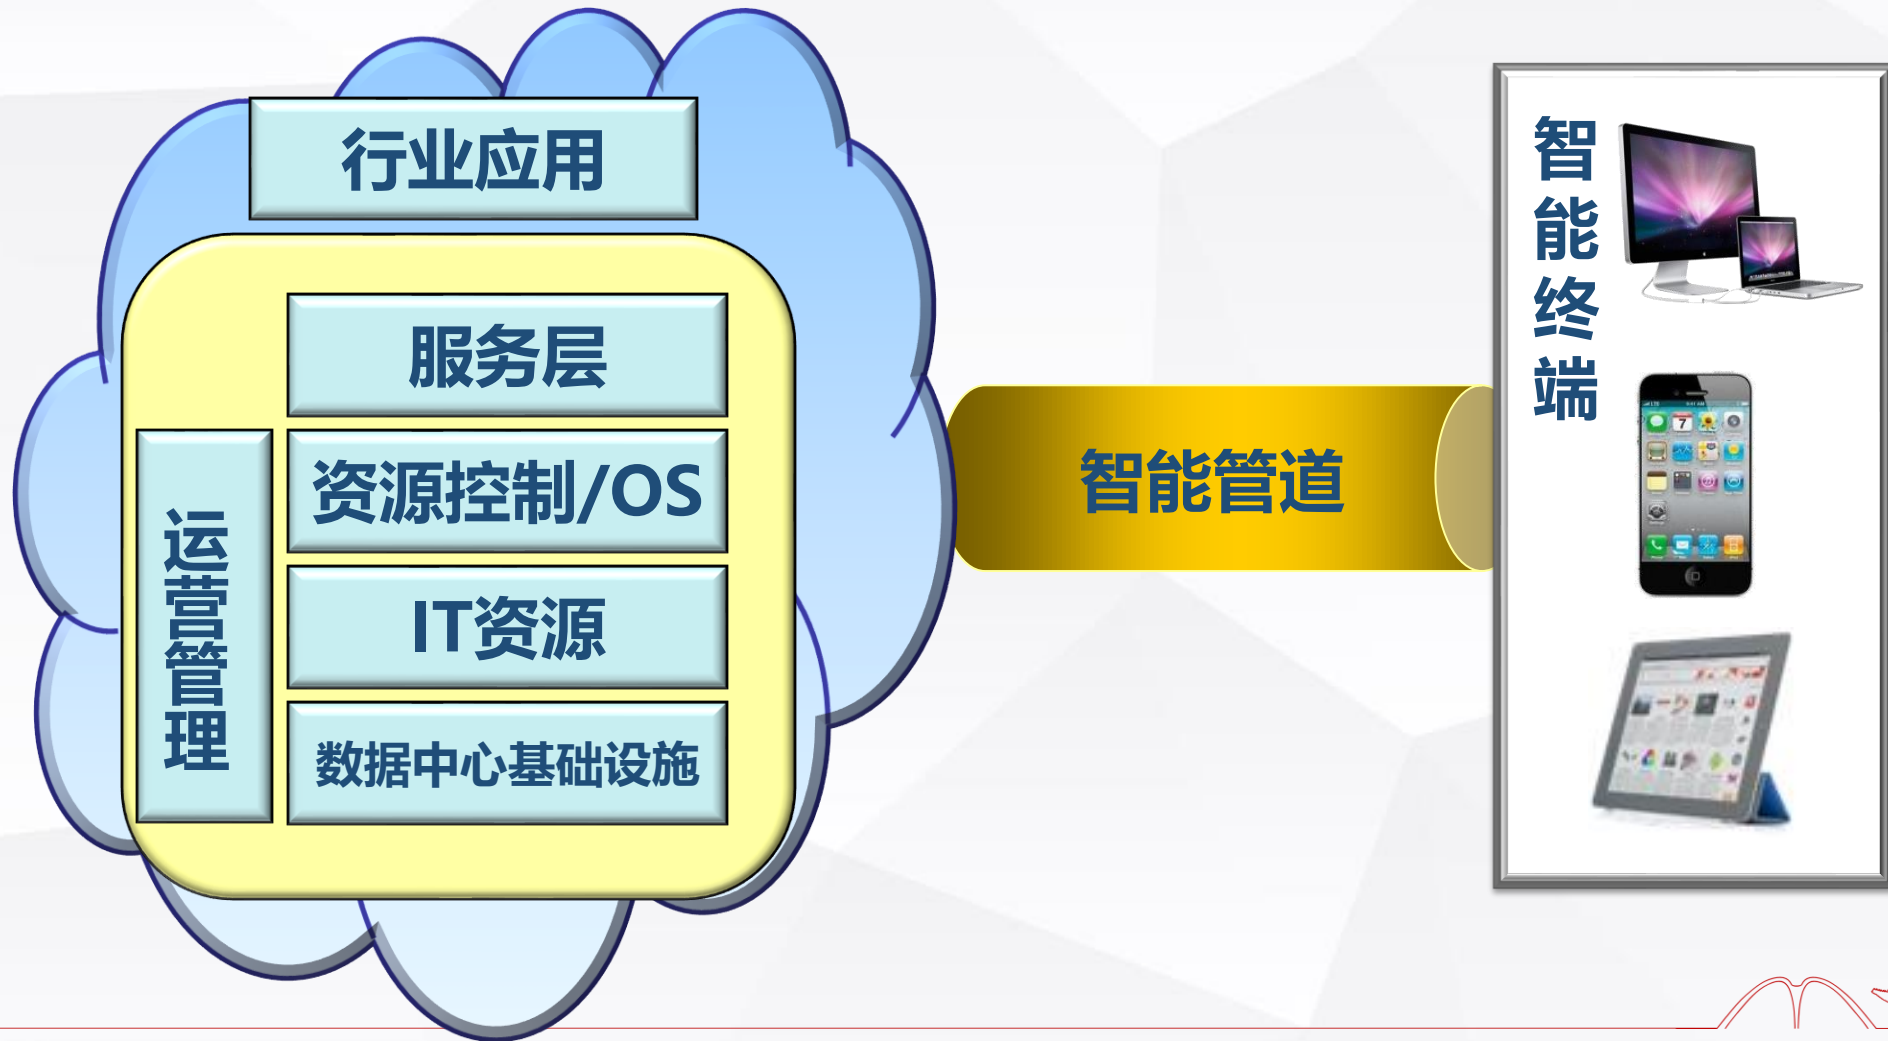 行业应用
服务层
资源控制/OS
IT资源
数据中心基础设施
运营管理
智能管道
智能终端